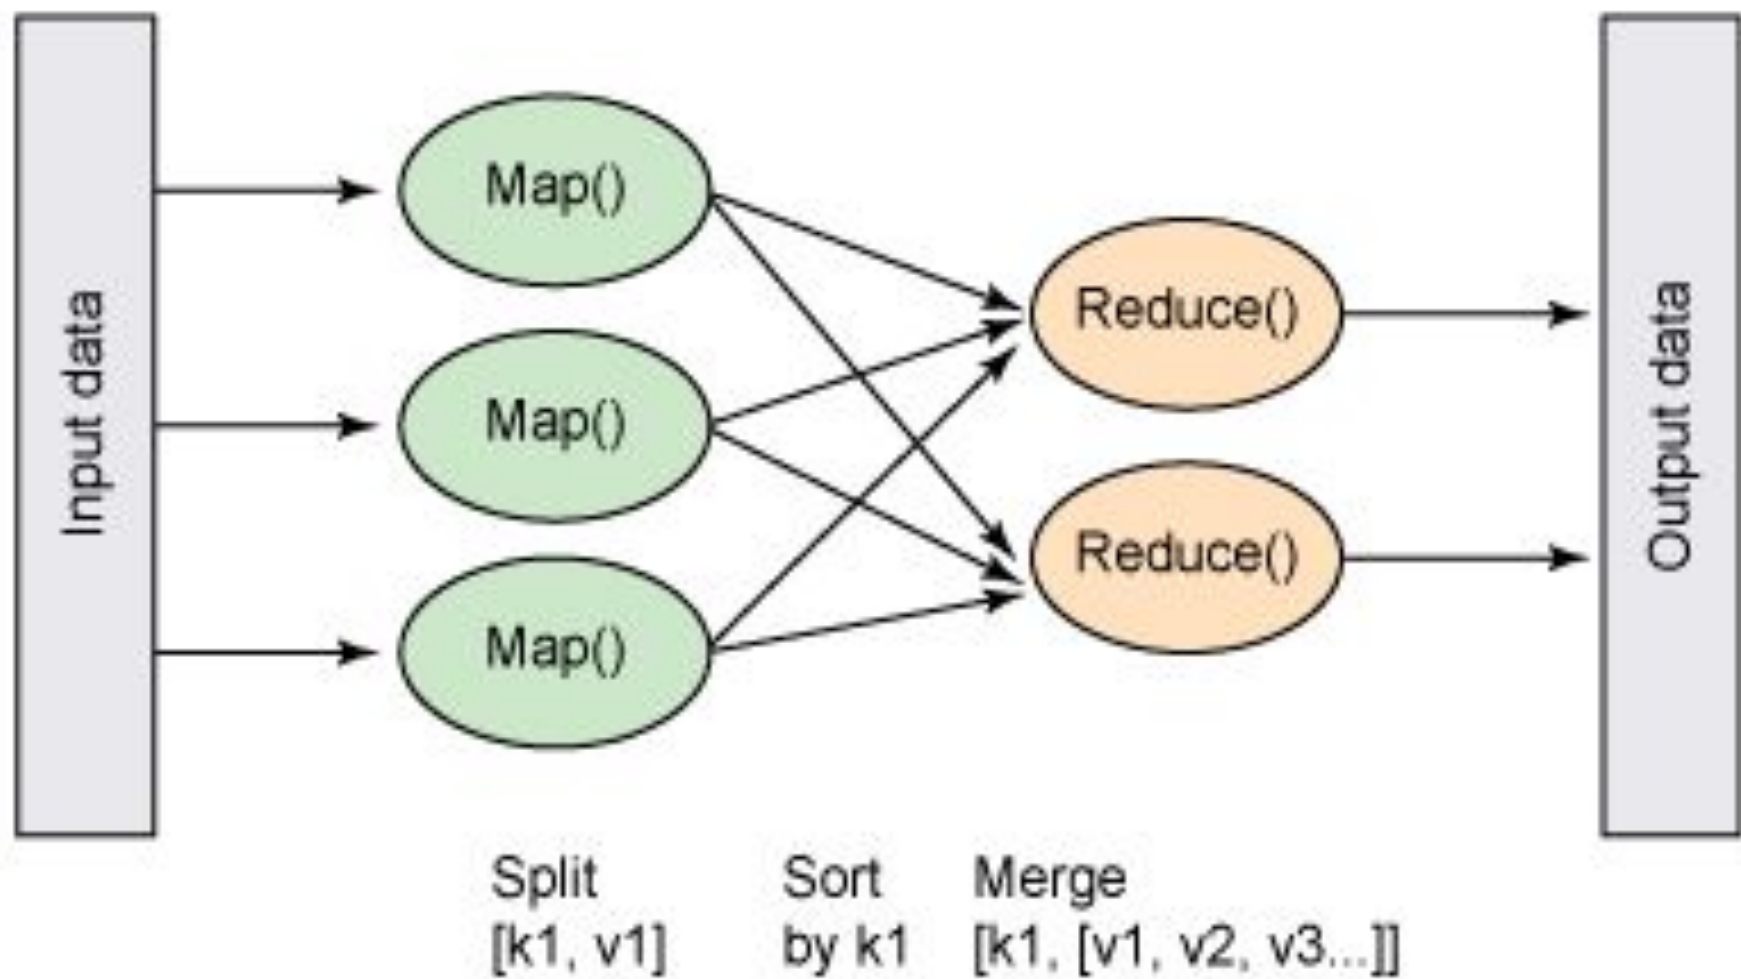 Input data
Map()
Map()
Map()
Reduce()
Reduce()
Output data
Split
[k1, v1]
Sort
by k1
Merge
[k1, [v1, v2, v3...]]